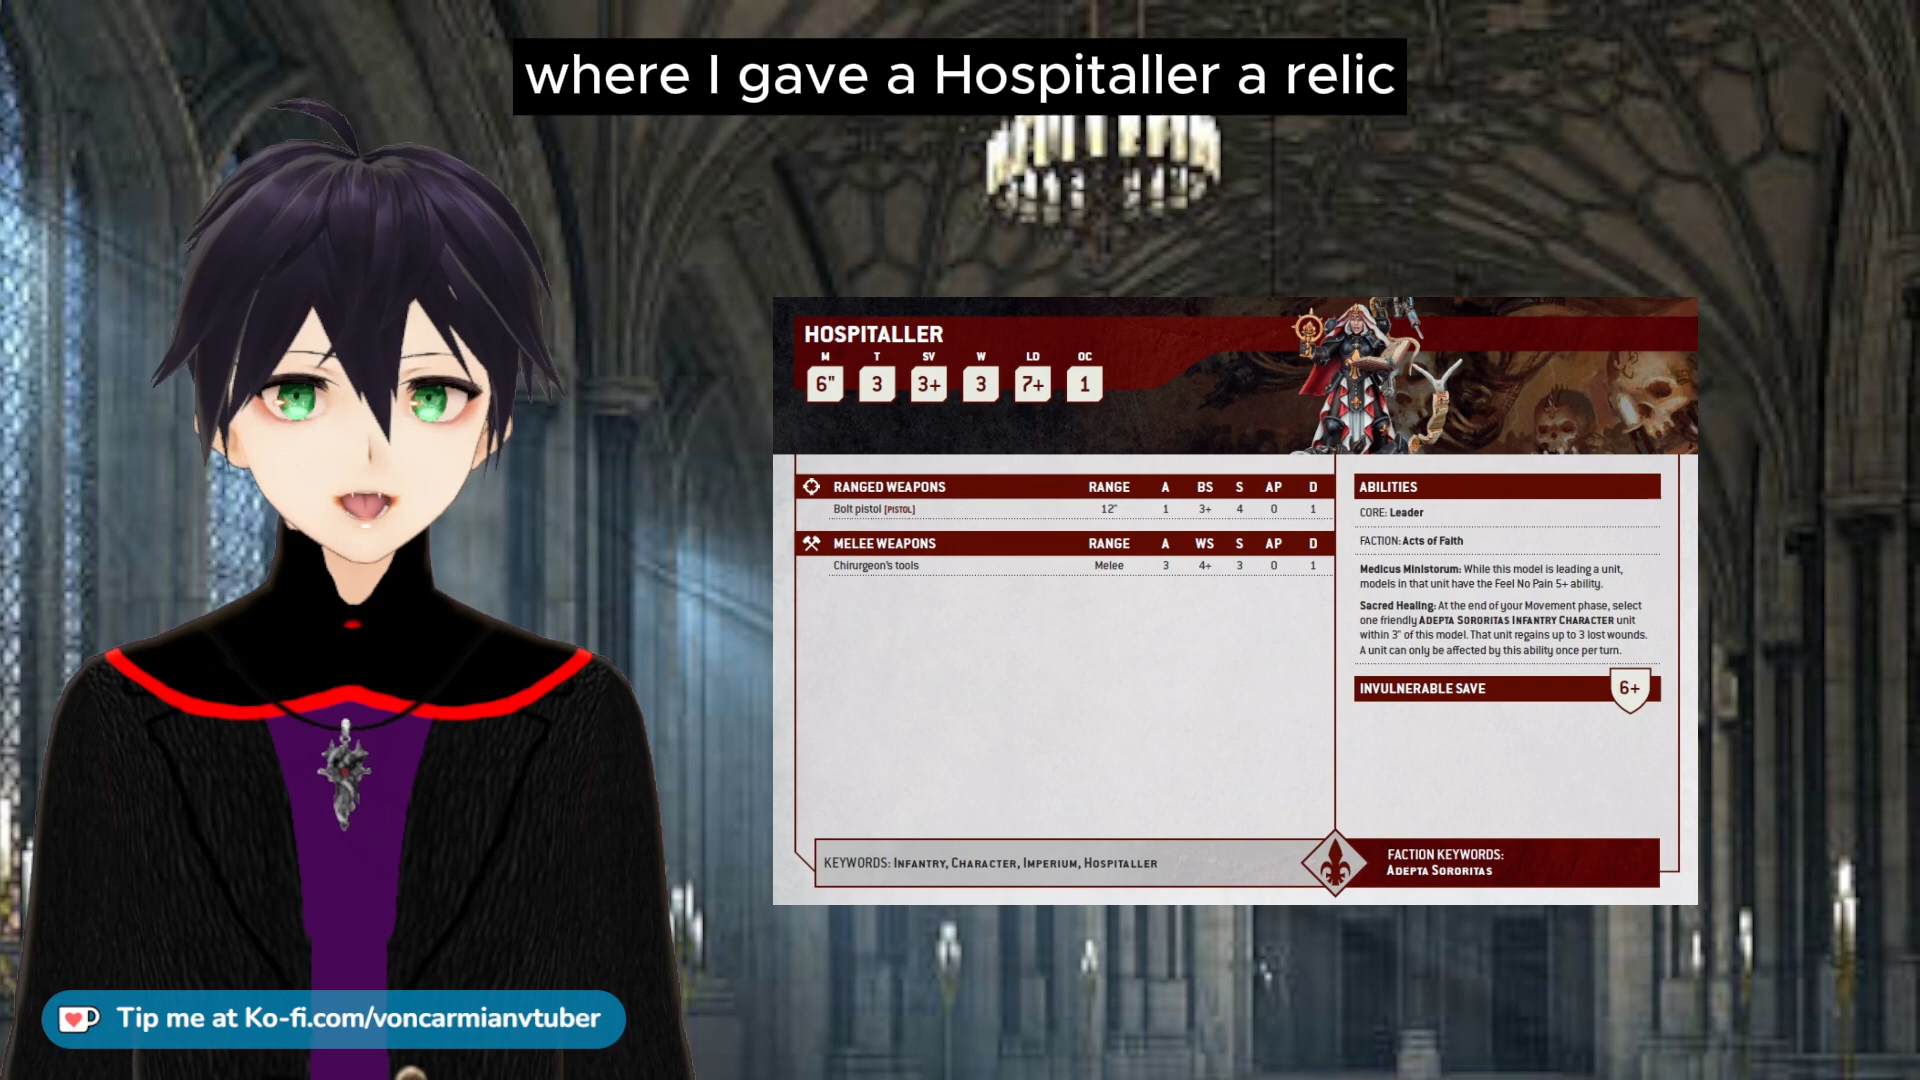 where I gave a Hospitaller a relic
HOSPITALLER
M T SV W LD OC
6" 3 3+ 3 7+ 1
RANGED WEAPONS RANGE A BS S AP D
Bolt pistol [PISTOL] 12" 1 3+ 4 0 1
MELEE WEAPONS RANGE A WS S AP D
Chirurgeon's tools Melee 3 4+ 3 0 1
ABILITIES
CORE: Leader
FACTION: Acts of Faith
Medicus Ministorum: While this model is leading a unit,
models in that unit have the Feel No Pain 5+ ability.
Sacred Healing: At the end of your Movement phase, select
one friendly ADEPTA SORORITAS INFANTRY CHARACTER unit
within 3" of this model. That unit regains up to 3 lost wounds.
A unit can only be affected by this ability once per turn.
INVULNERABLE SAVE 6+
KEYWORDS: INFANTRY, CHARACTER, IMPERIUM, HOSPITALLER
FACTION KEYWORDS:
ADEPTA SORORITAS
Tip me at Ko-fi.com/voncarmianvtuber